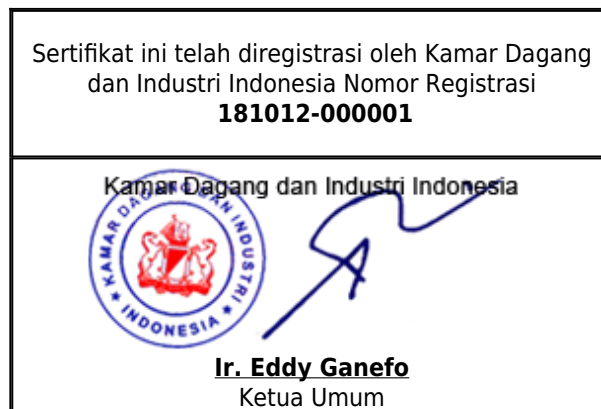 Sertifikat ini telah diregistrasi oleh Kamar Dagang
dan Industri Indonesia Nomor Registrasi
181012-000001
Kamar Dagang dan Industri Indonesia
KAMAR DAGANG DAN INDUSTRI
INDONESIA
Ir. Eddy Ganefo
Ketua Umum